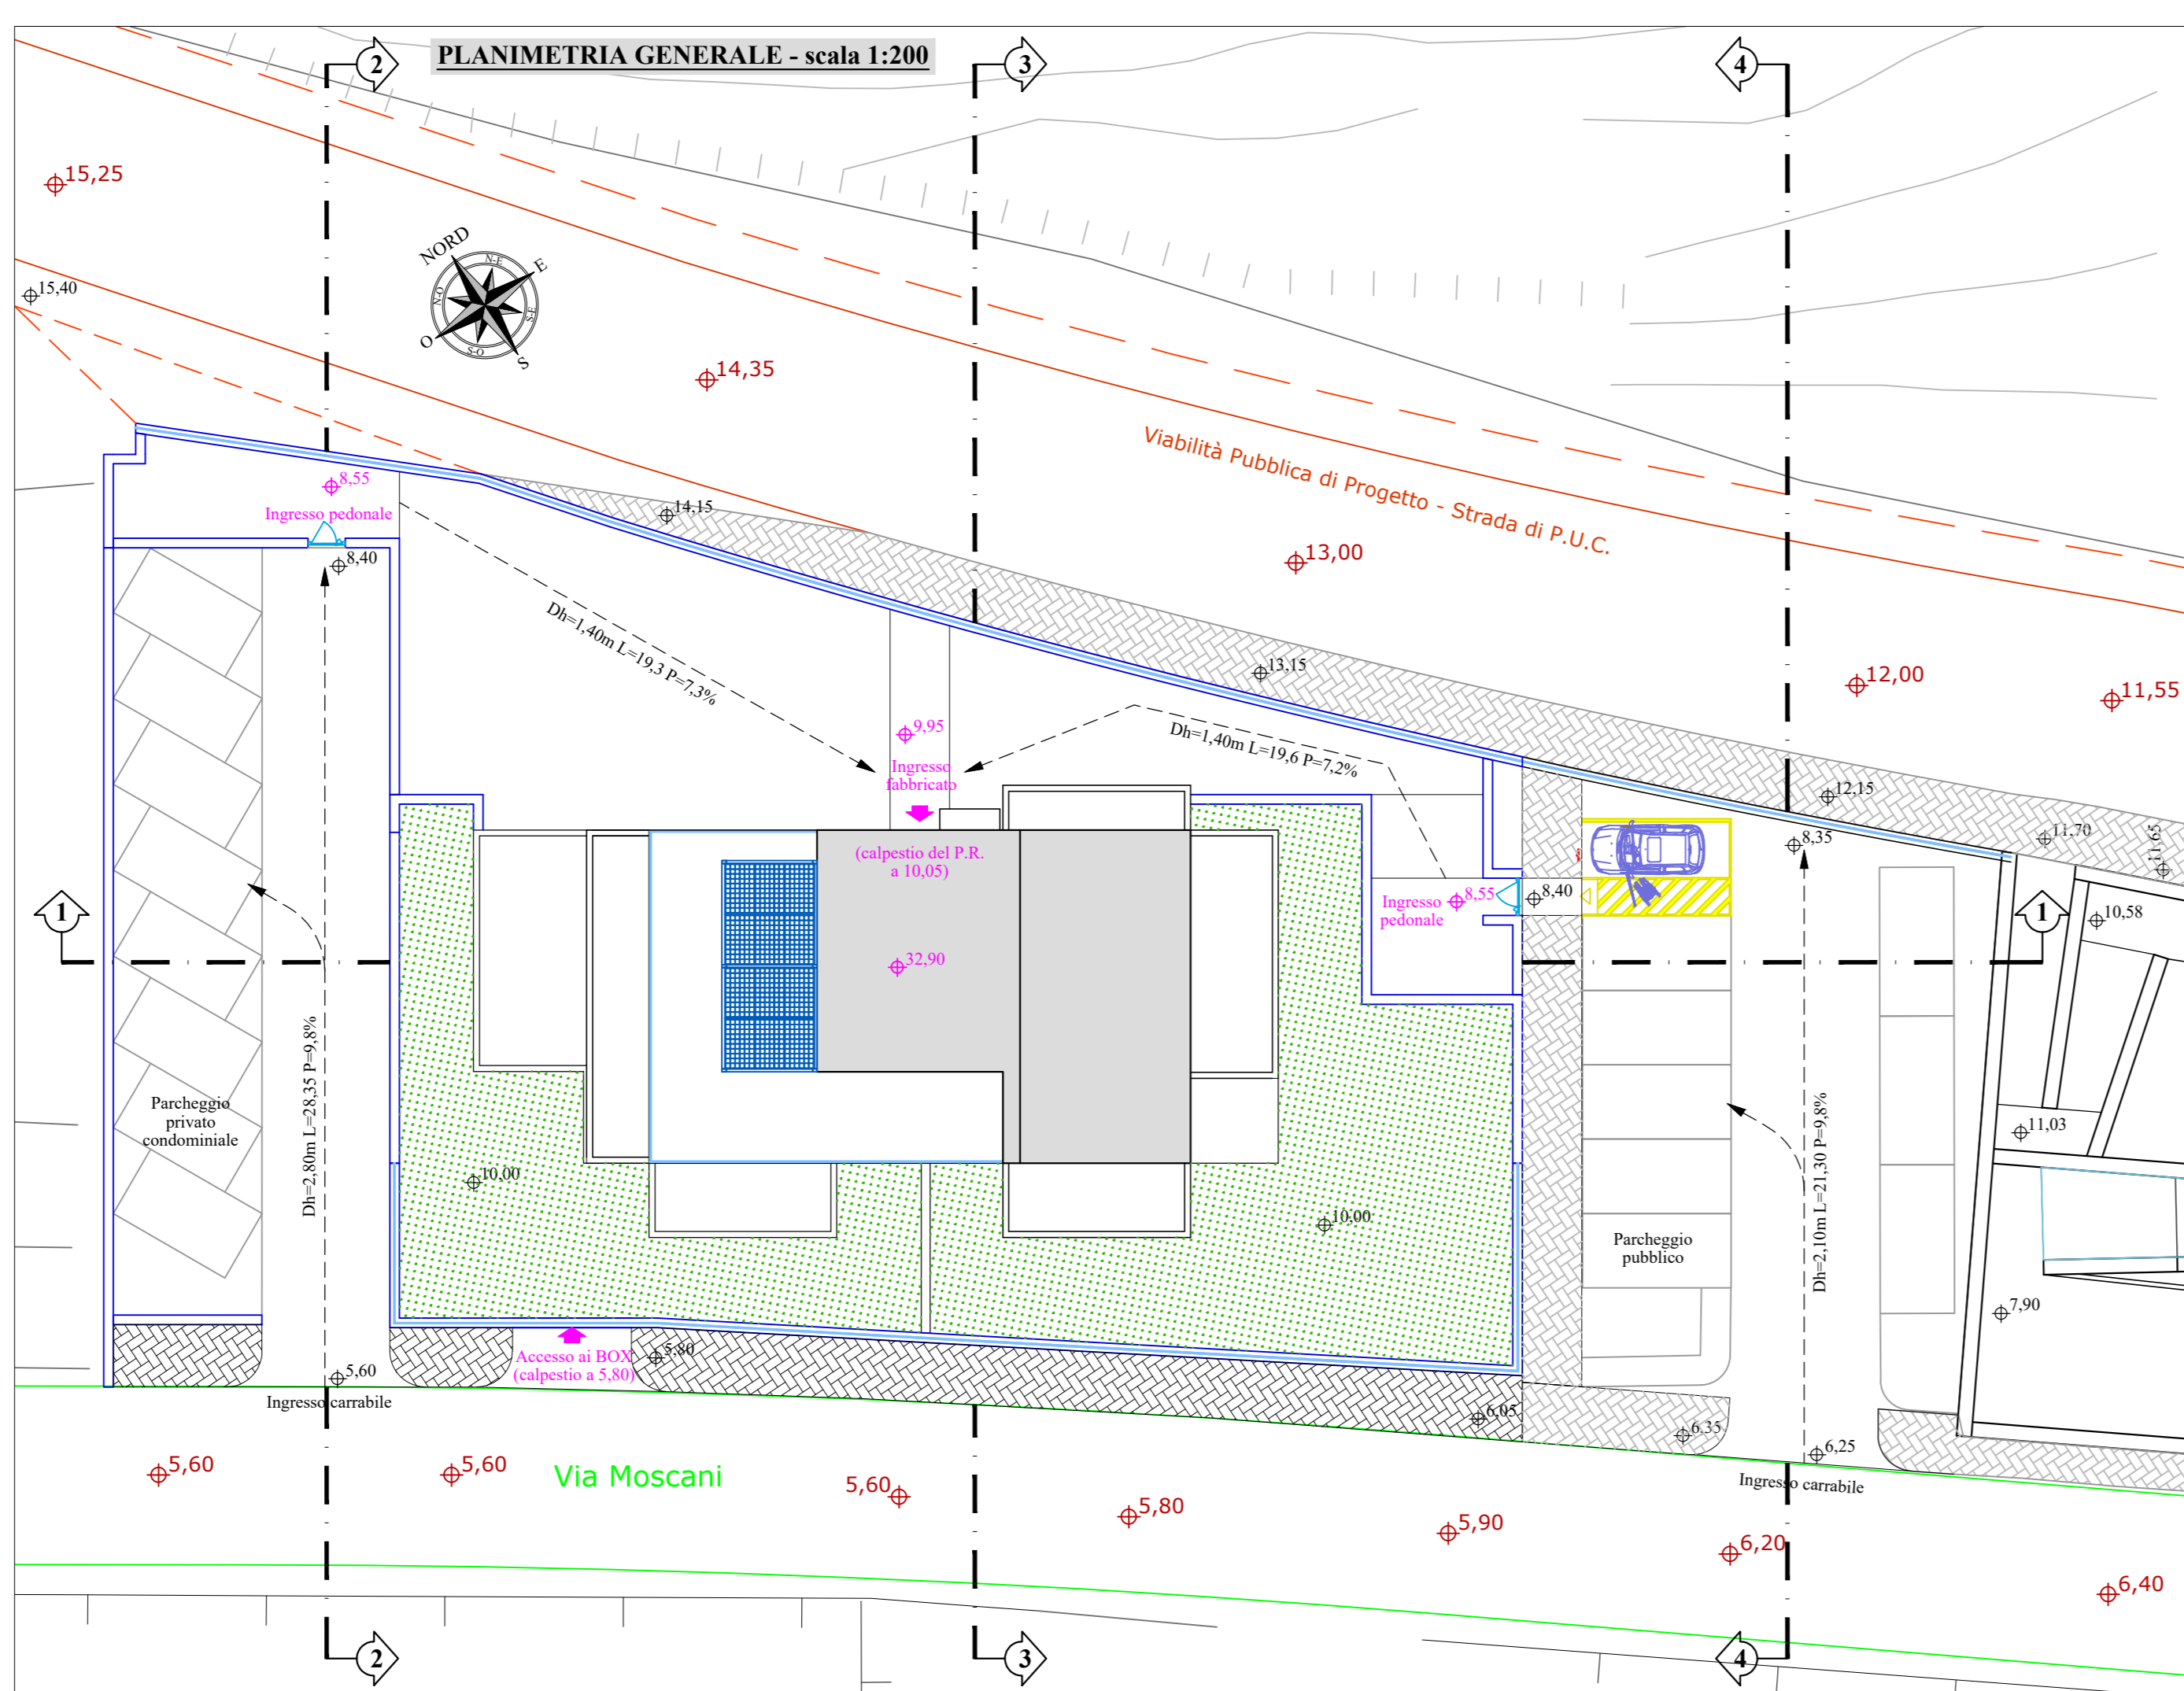 2
PLANIMETRIA GENERALE - scala 1:200
3
4
15,25
NORD
N-E
E
N-O
S-E
O
S-O
S
15,40
14,35
Viabilità Pubblica di Progetto - Strada di P.U.C.
8,55
Ingresso pedonale
14,15
8,40
13,00
Dh=1,40m L=19,3 P=7,3%
13,15
12,00
11,55
9,95
Ingresso
fabbricato
Dh=1,40m L=19,6 P=7,2%
12,15
8,35
11,70
11,65
(calpestio del P.R.
a 10,05)
1
Ingresso
pedonale
8,55
8,40
1
10,58
32,90
Dh=2,80m L=28,35 P=9,8%
Parcheggio
privato
condominiale
Dh=2,10m L=21,30 P=9,8%
11,03
10,00
10,00
Parcheggio
pubblico
7,90
Accesso ai BOX
(calpestio a 5,80)
5,80
5,60
Ingresso carrabile
6,05
6,35
6,25
Ingresso carrabile
5,60
5,60
Via Moscani
5,60
5,80
5,90
6,20
6,40
2
3
4